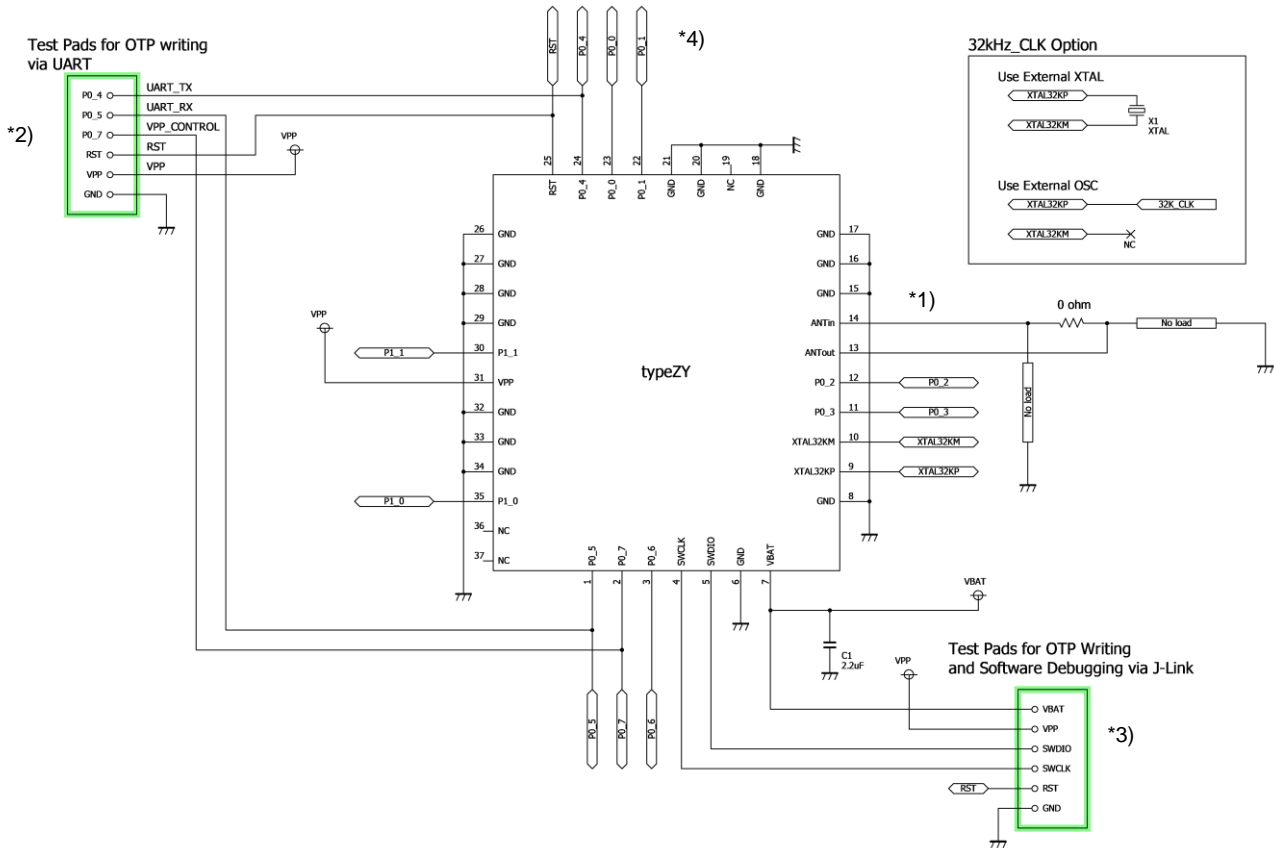 Test Pads for OTP writing
via UART
P0_4
UART_TX
P0_5
UART_RX
P0_7
VPP_CONTROL
RST
RST
VPP
VPP
GND
*2)
VPP
RST
P0_4
P0_0
P0_1
*4)
32kHz_CLK Option
Use External XTAL
XTAL32KP
XTAL32KM
X1
XTAL
Use External OSC
XTAL32KP
32K_CLK
XTAL32KM
NC
25
24
23
22
21
20
19
18
RST
P0_4
P0_0
P0_1
GND
GND
NC
GND
26
GND
27
GND
28
GND
29
GND
VPP
P1_1
30
P1_1
31
VPP
32
GND
33
GND
34
GND
P1_0
35
P1_0
36
NC
37
NC
typeZY
GND
17
GND
16
GND
15
*1)
ANTin
14
0 ohm
No load
ANTout
13
P0_2
12
P0_2
P0_3
11
P0_3
No load
XTAL32KM
10
XTAL32KM
XTAL32KP
9
XTAL32KP
GND
8
P0_5
P0_7
P0_6
SWCLK
SWDIO
GND
VBAT
1
2
3
4
5
6
7
VBAT
C1
2.2uF
P0_5
P0_7
P0_6
Test Pads for OTP Writing
and Software Debugging via J-Link
VPP
VBAT
VPP
*3)
SWDIO
SWCLK
RST
RST
GND